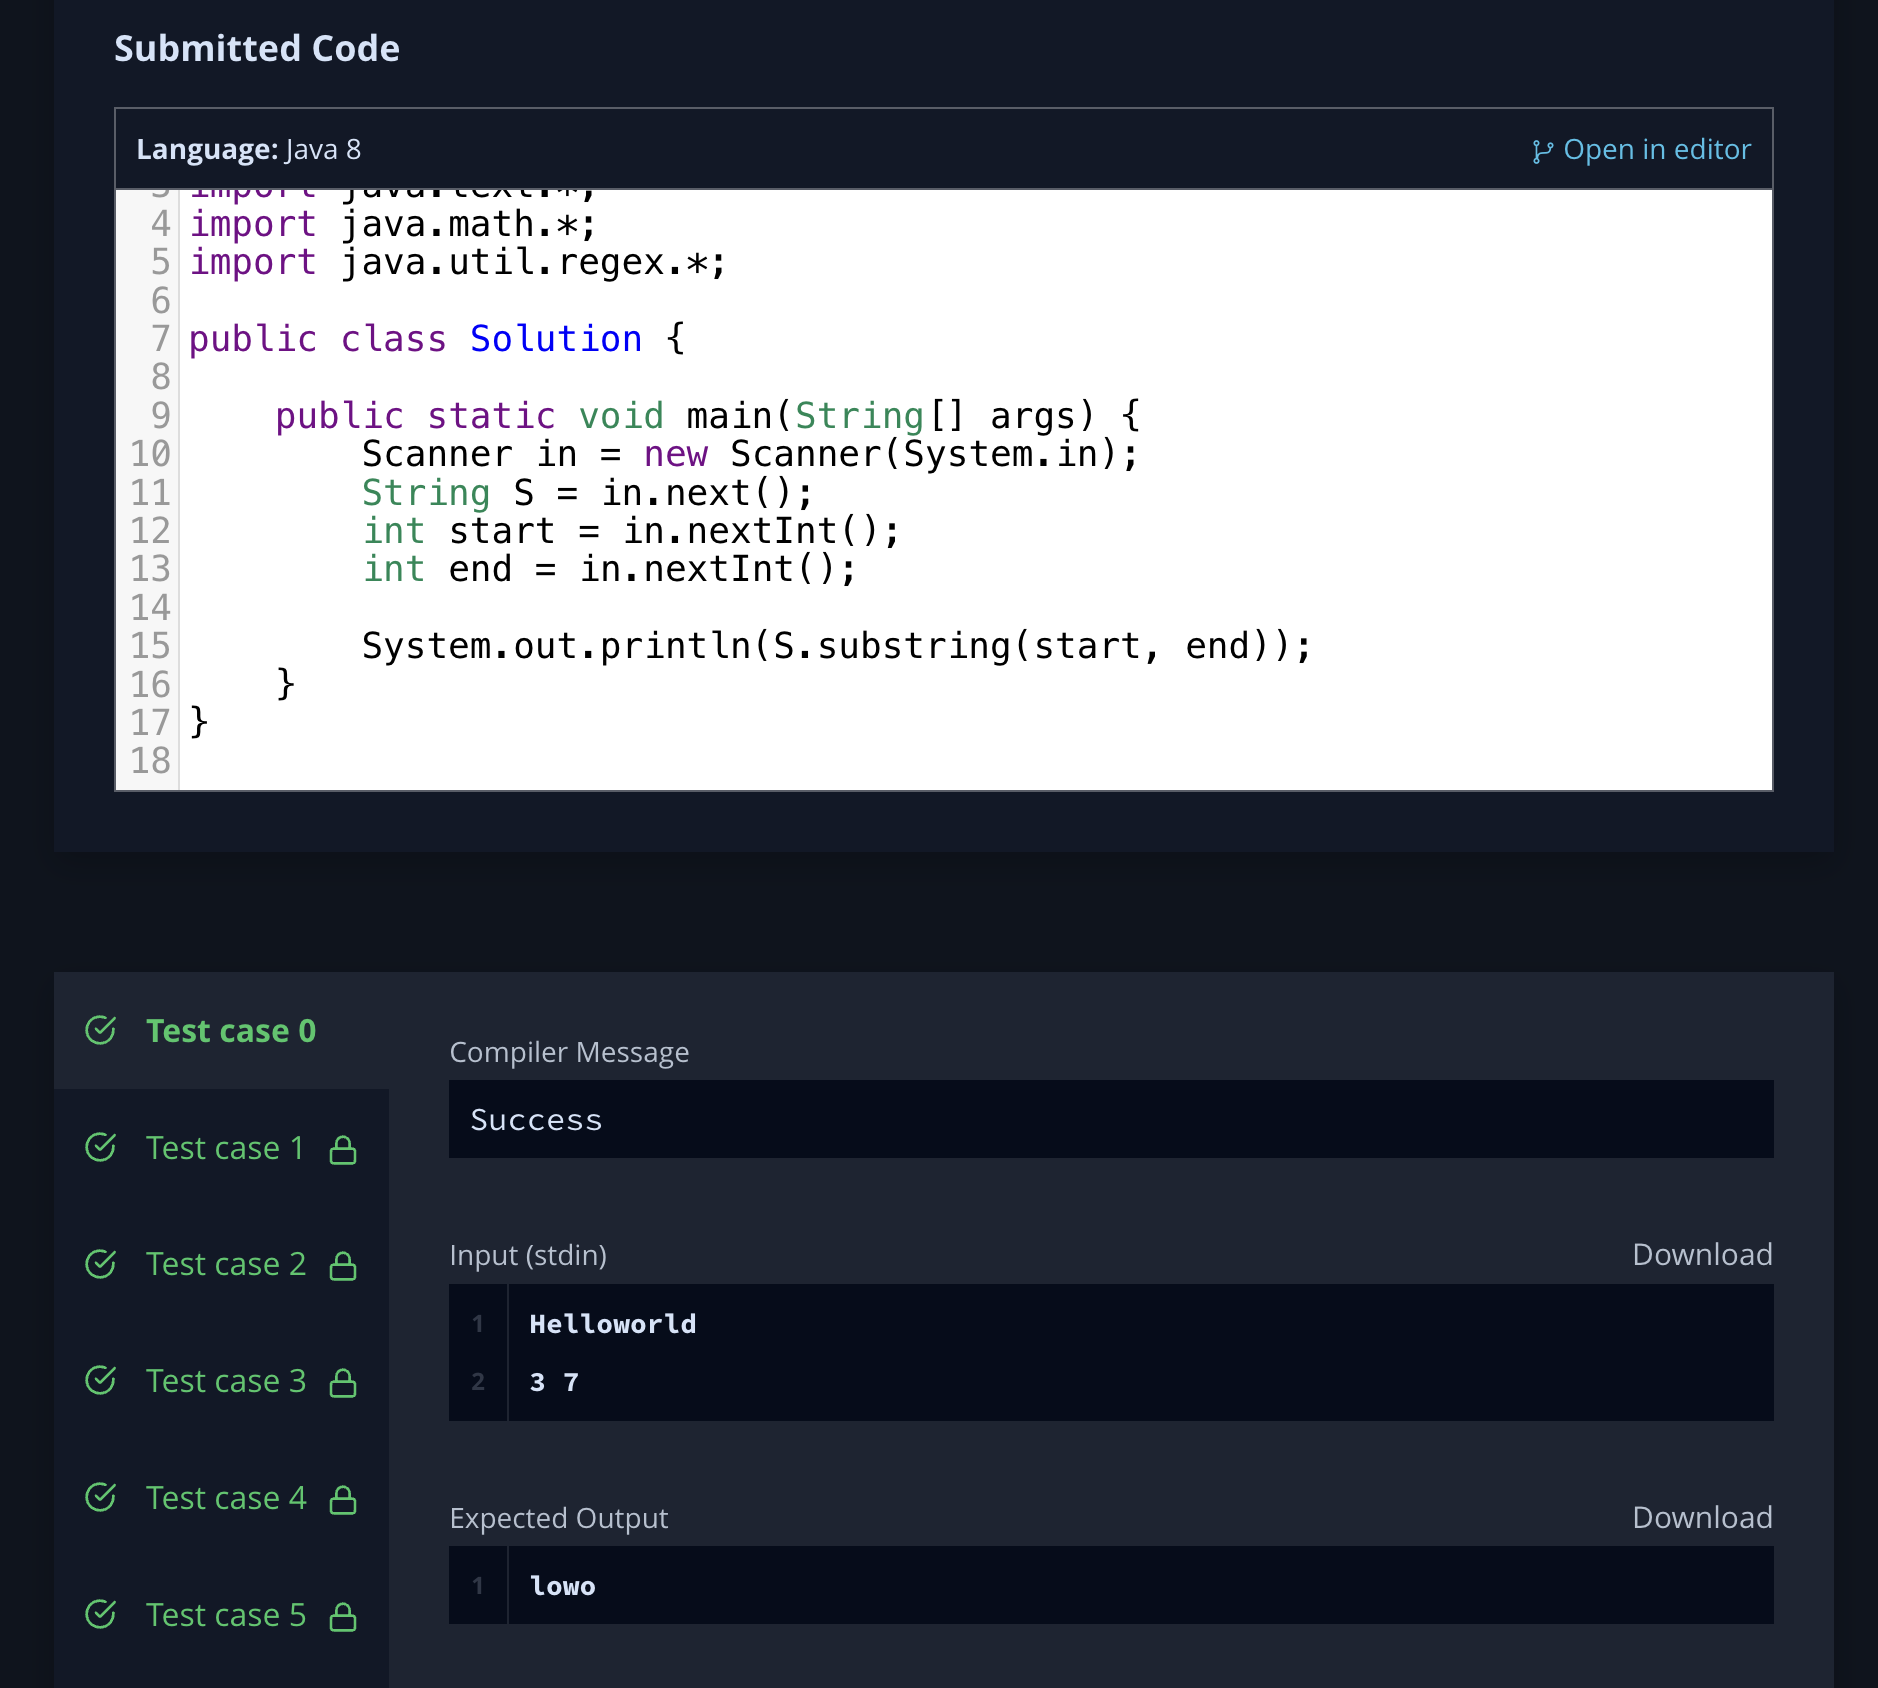 Submitted Code
Language: Java 8
Open in editor
3 import java.text.*;
4 import java.math.*;
5 import java.util.regex.*;
6
7 public class Solution {
8
9     public static void main(String[] args) {
10         Scanner in = new Scanner(System.in);
11         String S = in.next();
12         int start = in.nextInt();
13         int end = in.nextInt();
14
15         System.out.println(S.substring(start, end));
16     }
17 }
18
Test case 0
Test case 1
Test case 2
Test case 3
Test case 4
Test case 5
Compiler Message
Success
Input (stdin)
Download
1 Helloworld
2 3 7
Expected Output
Download
1 lowo